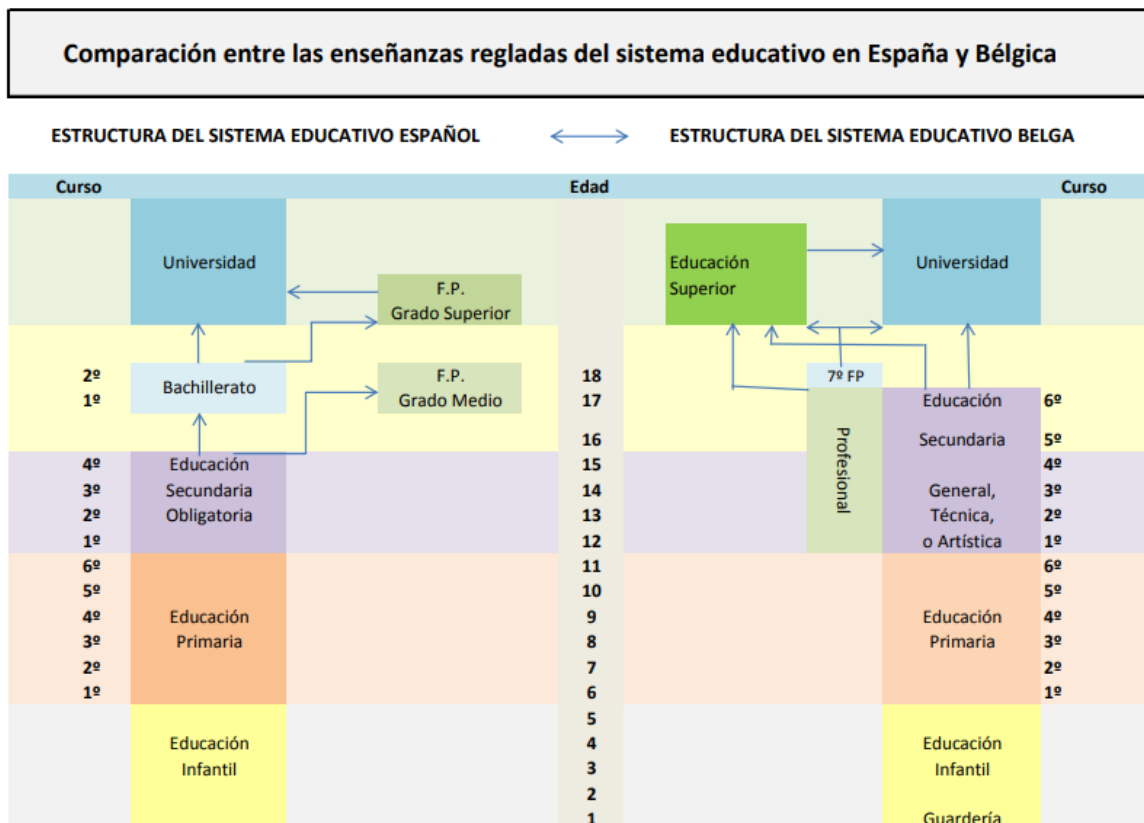 Comparación entre las enseñanzas regladas del sistema educativo en España y Bélgica
ESTRUCTURA DEL SISTEMA EDUCATIVO ESPAÑOL
ESTRUCTURA DEL SISTEMA EDUCATIVO BELGA
Curso Edad Curso
Universidad
F.P.
Grado Superior
Educación
Superior
Universidad
2º
1º
Bachillerato
F.P.
Grado Medio
18
17
16
7º FP
Profesional
Educación
Secundaria
General,
Técnica,
o Artística
6º
5º
4º
3º
2º
1º
4º
3º
2º
1º
Educación
Secundaria
Obligatoria
15
14
13
12
6º
5º
4º
3º
2º
1º
Educación
Primaria
11
10
9
8
7
6
Educación
Primaria
6º
5º
4º
3º
2º
1º
Educación
Infantil
5
4
3
2
1
Educación
Infantil
Guardería